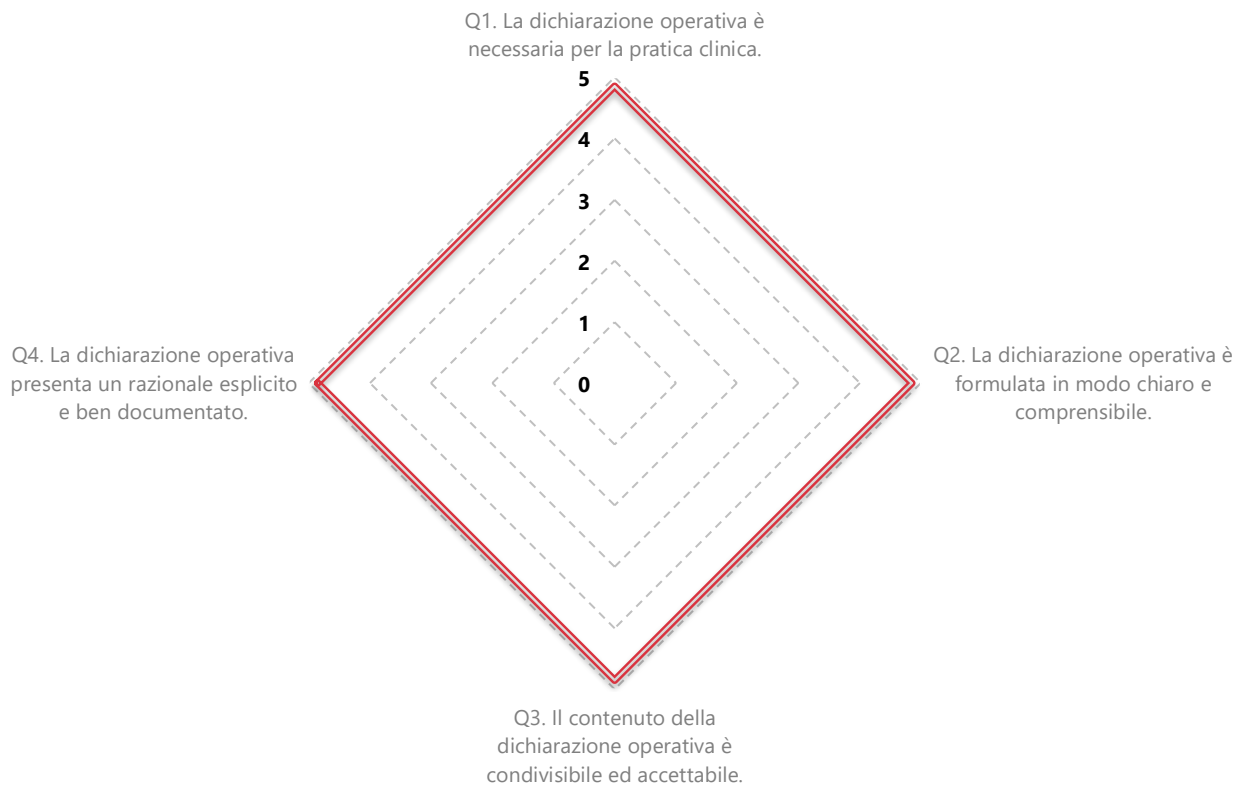 Q1. La dichiarazione operativa è
necessaria per la pratica clinica.
5
4
3
2
1
0
Q4. La dichiarazione operativa
presenta un razionale esplicito
e ben documentato.
Q2. La dichiarazione operativa è
formulata in modo chiaro e
comprensibile.
Q3. Il contenuto della
dichiarazione operativa è
condivisibile ed accettabile.